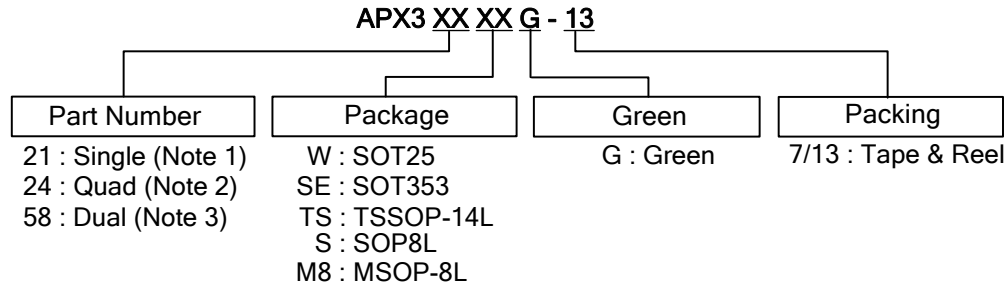 APX3 XX XX G - 13
Part Number
Package
Green
Packing
21 : Single (Note 1)
24 : Quad (Note 2)
58 : Dual (Note 3)
W : SOT25
SE : SOT353
TS : TSSOP-14L
S : SOP8L
M8 : MSOP-8L
G : Green
7/13 : Tape & Reel